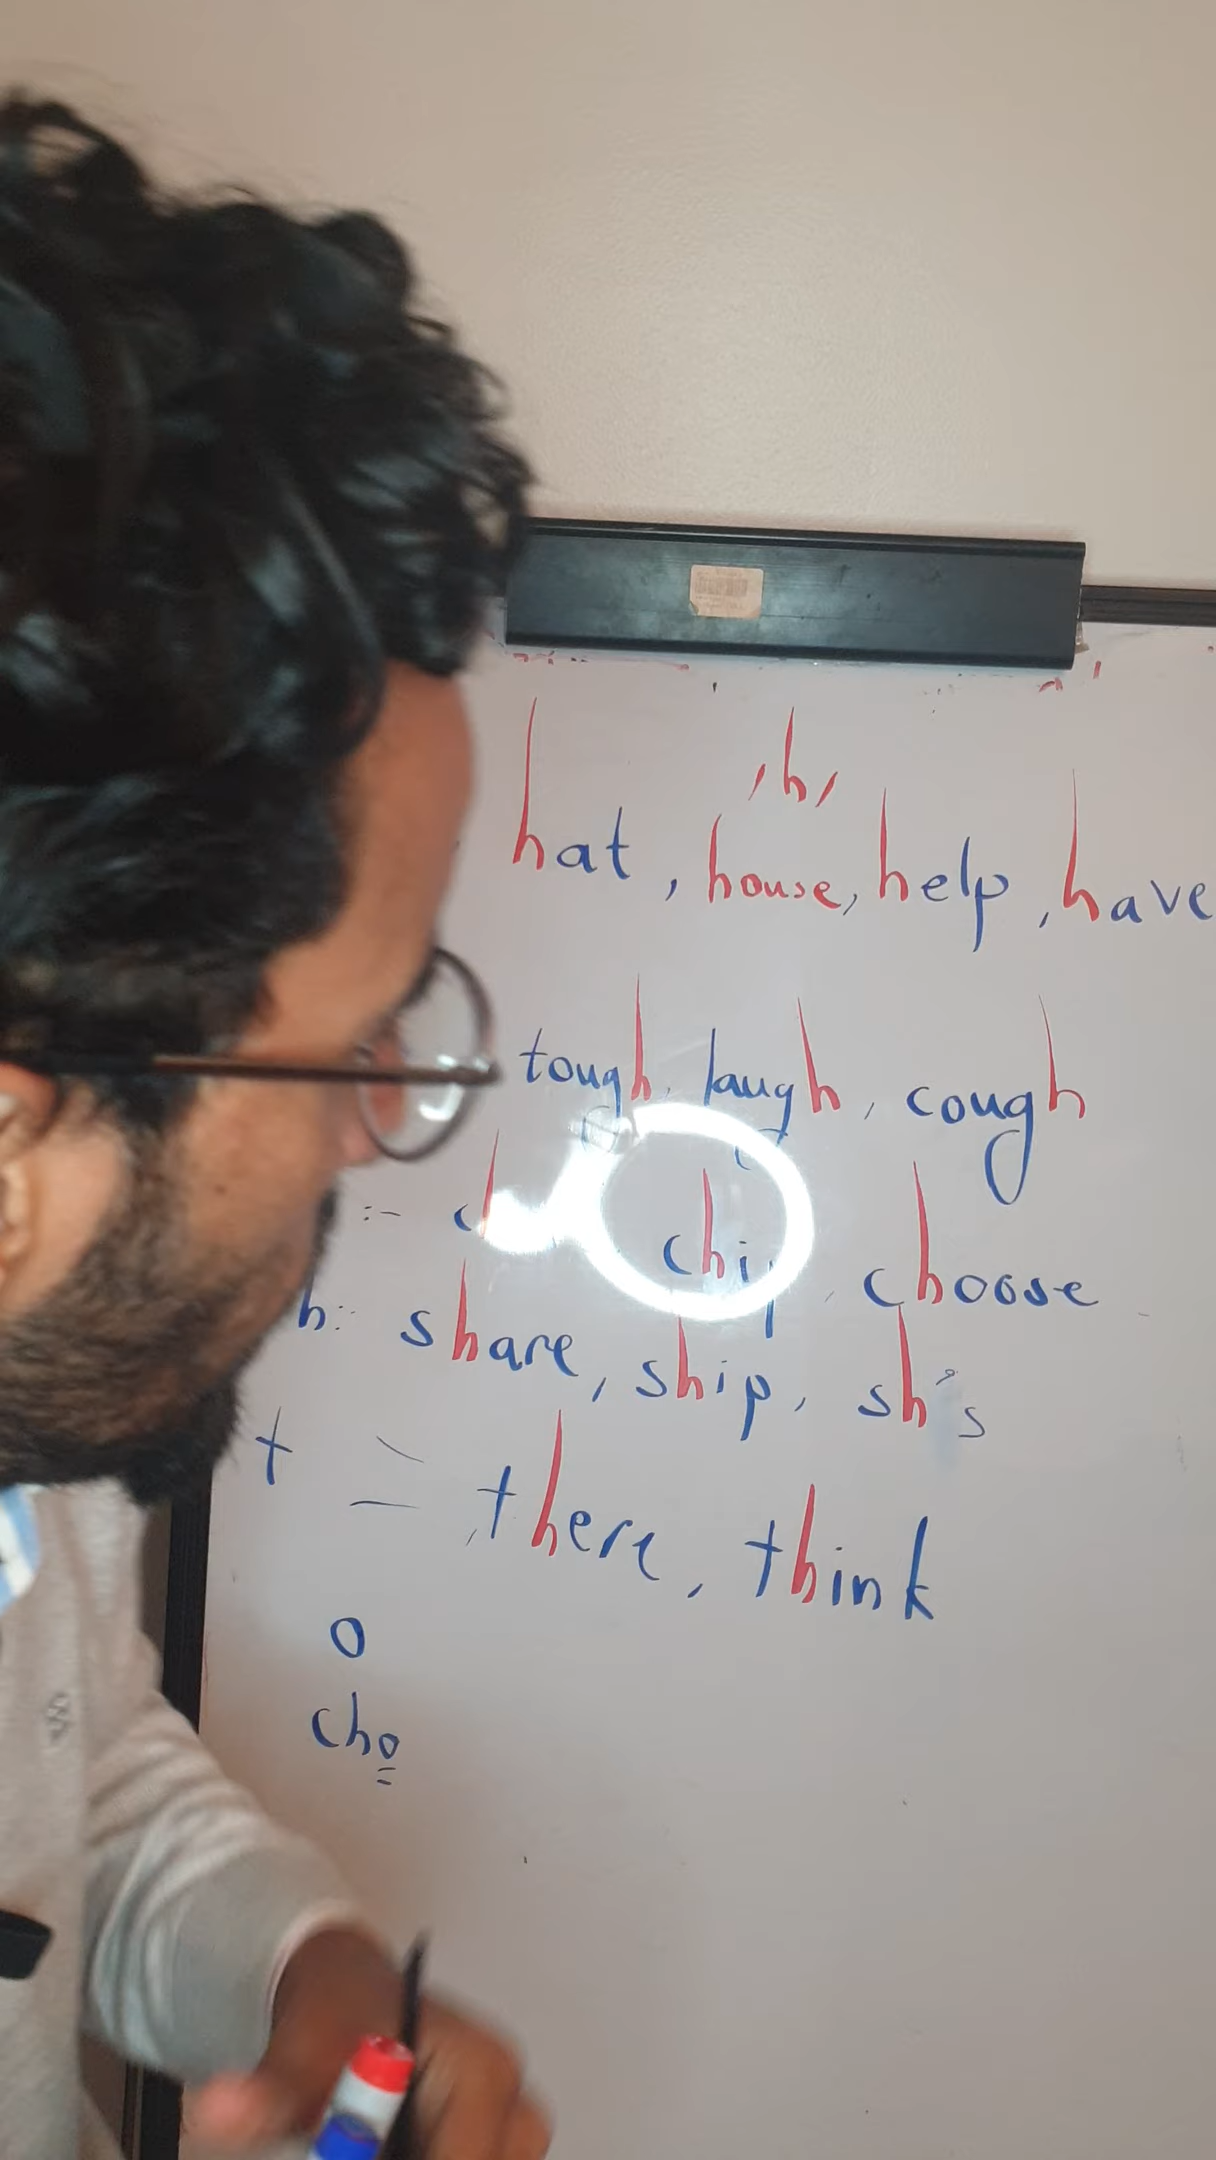 /h/
hat, house, help, have
tough, laugh, cough
:- chip, choose
h:- share, ship, sh's
t = there, think
o
cho